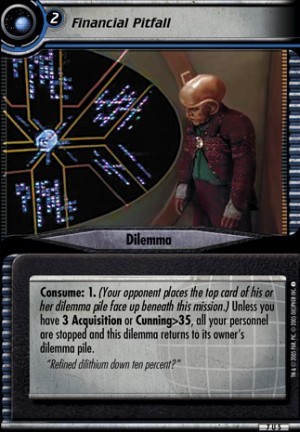 2 Financial Pitfall
Dilemma
Consume: 1. (Your opponent places the top card of his or
her dilemma pile face up beneath this mission.) Unless you
have 3 Acquisition or Cunning>35, all your personnel
are stopped and this dilemma returns to its owner's
dilemma pile.
"Refined dilithium down ten percent?"
7 U 5